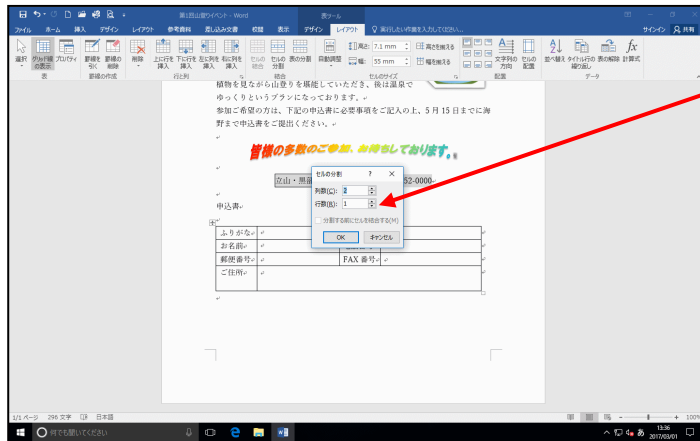 第1回山登りイベント - Word
表ツール
ファイル ホーム 挿入 デザイン レイアウト 参考資料 差し込み文書 校閲 表示 デザイン レイアウト 実行したい作業を入力してください... サインイン 共有
選択 グリッド線の表示 プロパティ 罫線を引く 罫線の削除 削除 上に行を挿入 下に行を挿入 左に列を挿入 右に列を挿入 セルの結合 セルの分割 表の分割 自動調整 高さ: 7.1 mm 高さを揃える 幅: 55 mm 幅を揃える 文字列の方向 セルの配置 並べ替え タイトル行の繰り返し 表の解除 計算式
表 罫線の作成 行と列 結合 セルのサイズ 配置 データ
植物を見ながら山登りを堪能していただき、後は温泉で
ゆっくりというプランになっております。
参加ご希望の方は、下記の申込書に必要事項をご記入の上、5 月 15 日までに海
野まで申込書をご提出ください。
皆様の多数のご参加、お待ちしております。
立山・黒部
52-0000
申込書
セルの分割 ? ×
列数(C): 2
行数(R): 1
分割する前にセルを結合する(M)
OK キャンセル
ふりがな
お名前
郵便番号 FAX 番号
ご住所
1/1 ページ 296 文字 日本語 100%
何でも聞いてください あ 13:36
2017/03/01